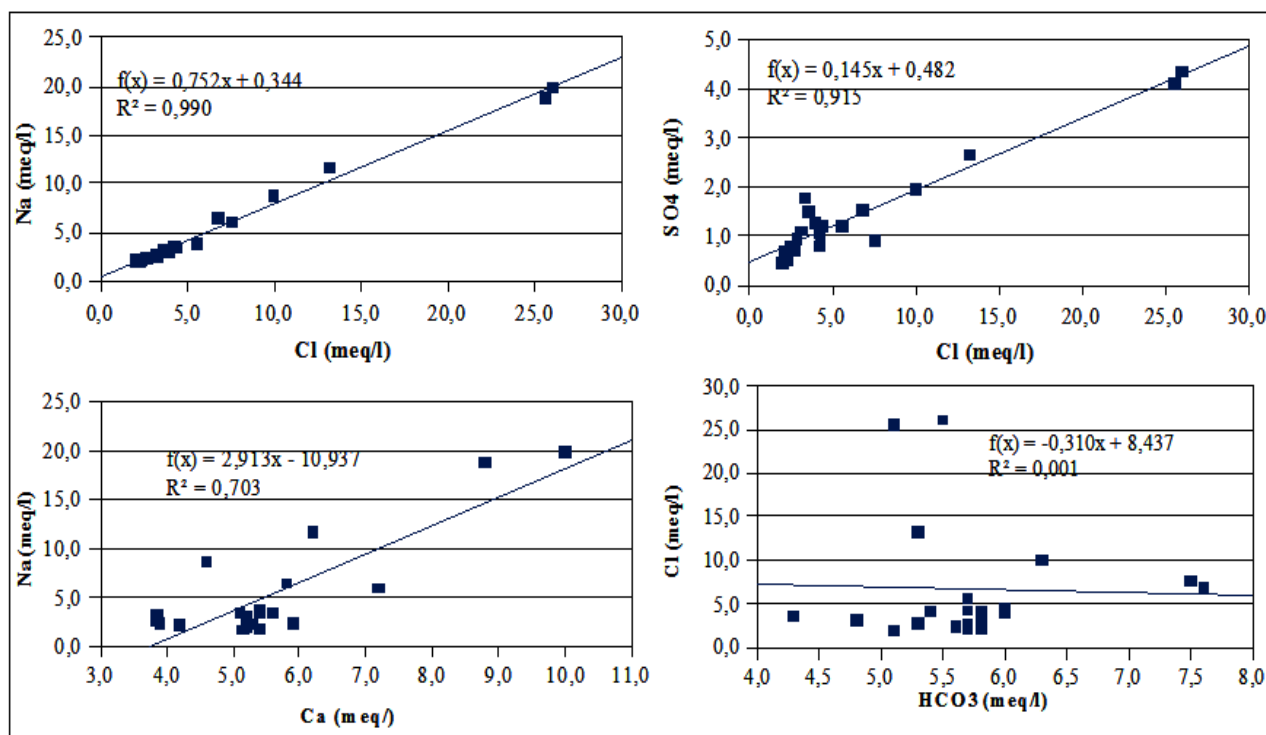 25,0
20,0
15,0
10,0
5,0
0,0
Na (meq/l)
f(x) = 0,752x + 0,344
R² = 0,990
0,0 5,0 10,0 15,0 20,0 25,0 30,0
Cl (meq/l)
5,0
4,0
3,0
2,0
1,0
0,0
SO4 (meq/l)
f(x) = 0,145x + 0,482
R² = 0,915
0,0 5,0 10,0 15,0 20,0 25,0 30,0
Cl (meq/l)
25,0
20,0
15,0
10,0
5,0
0,0
Na (meq/l)
f(x) = 2,913x - 10,937
R² = 0,703
3,0 4,0 5,0 6,0 7,0 8,0 9,0 10,0 11,0
Ca (meq/)
30,0
25,0
20,0
15,0
10,0
5,0
0,0
Cl (meq/l)
f(x) = -0,310x + 8,437
R² = 0,001
4,0 4,5 5,0 5,5 6,0 6,5 7,0 7,5 8,0
HCO3 (meq/l)